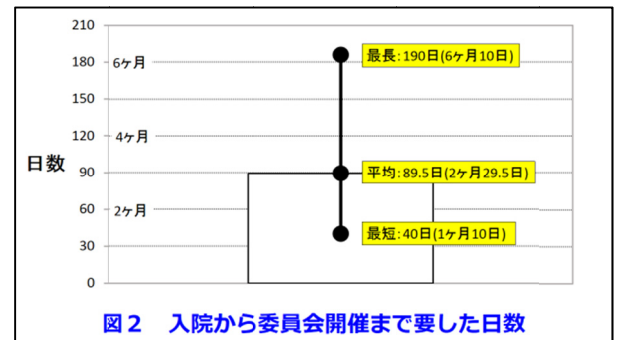 210
180
150
120
90
60
30
0
6ヶ月
4ヶ月
2ヶ月
日数
最長:190日(6ヶ月10日)
平均:89.5日(2ヶ月29.5日)
最短:40日(1ヶ月10日)
図2 入院から委員会開催まで要した日数